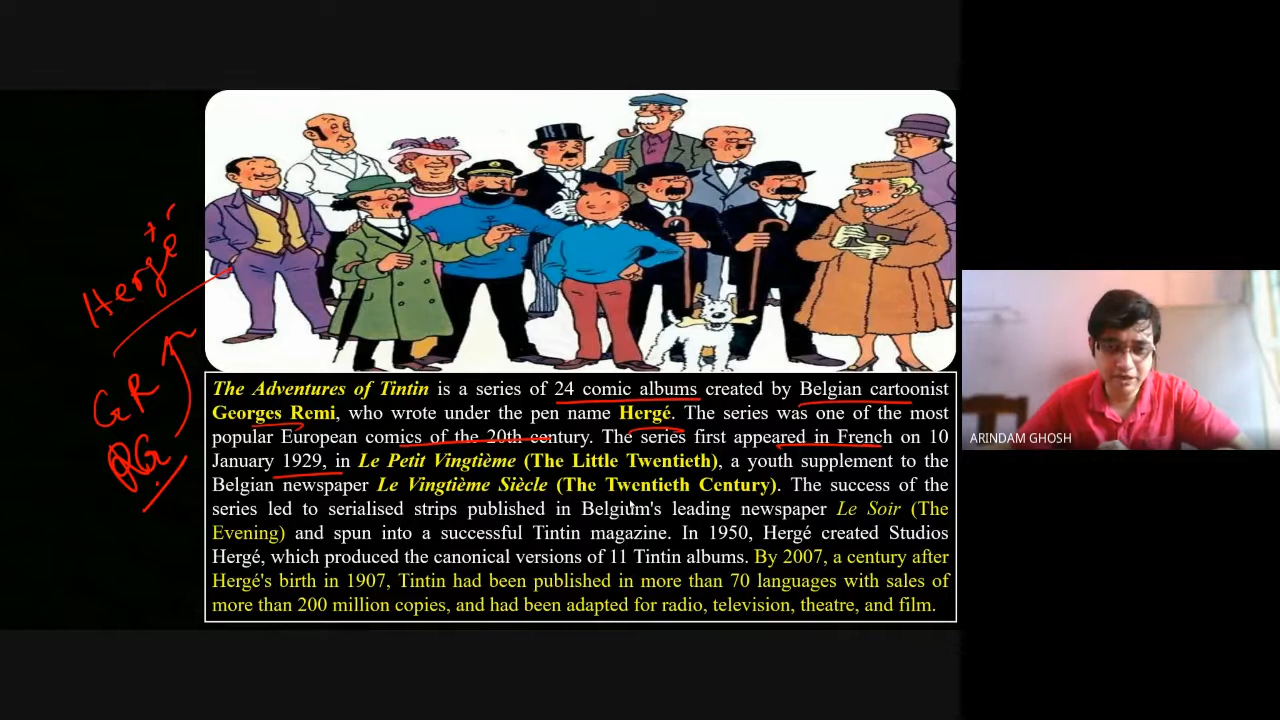 Hergé
GR
RG
The Adventures of Tintin is a series of 24 comic albums created by Belgian cartoonist
Georges Remi, who wrote under the pen name Hergé. The series was one of the most
popular European comics of the 20th century. The series first appeared in French on 10
January 1929, in Le Petit Vingtième (The Little Twentieth), a youth supplement to the
Belgian newspaper Le Vingtième Siècle (The Twentieth Century). The success of the
series led to serialised strips published in Belgium's leading newspaper Le Soir (The
Evening) and spun into a successful Tintin magazine. In 1950, Hergé created Studios
Hergé, which produced the canonical versions of 11 Tintin albums. By 2007, a century after
Hergé's birth in 1907, Tintin had been published in more than 70 languages with sales of
more than 200 million copies, and had been adapted for radio, television, theatre, and film.
ARINDAM GHOSH